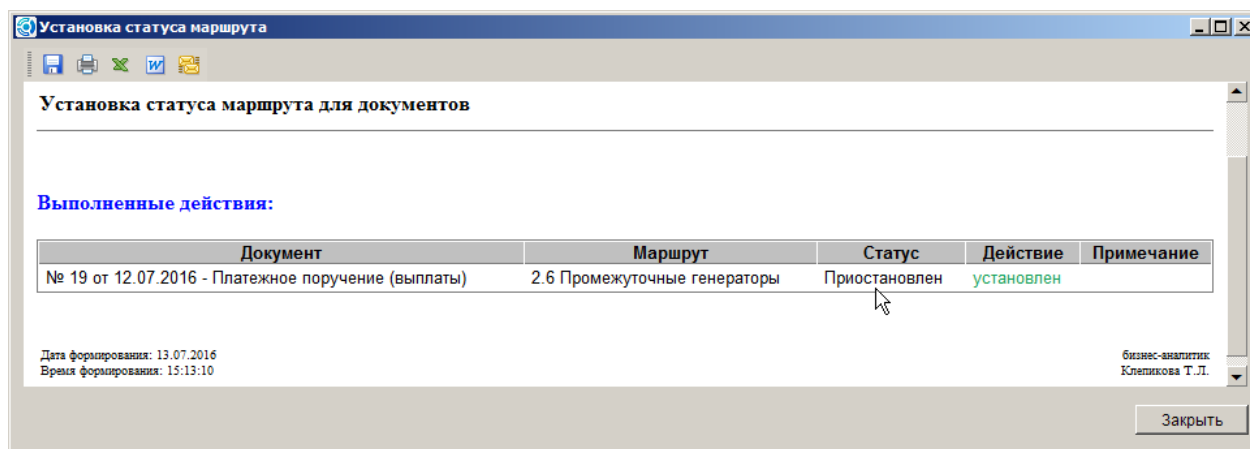 Установка статуса маршрута
Установка статуса маршрута для документов
Выполненные действия:
Документ Маршрут Статус Действие Примечание
№ 19 от 12.07.2016 - Платежное поручение (выплаты) 2.6 Промежуточные генераторы Приостановлен установлен
Дата формирования: 13.07.2016 бизнес-аналитик
Время формирования: 15:13:10 Клепикова Т.Л.
Закрыть